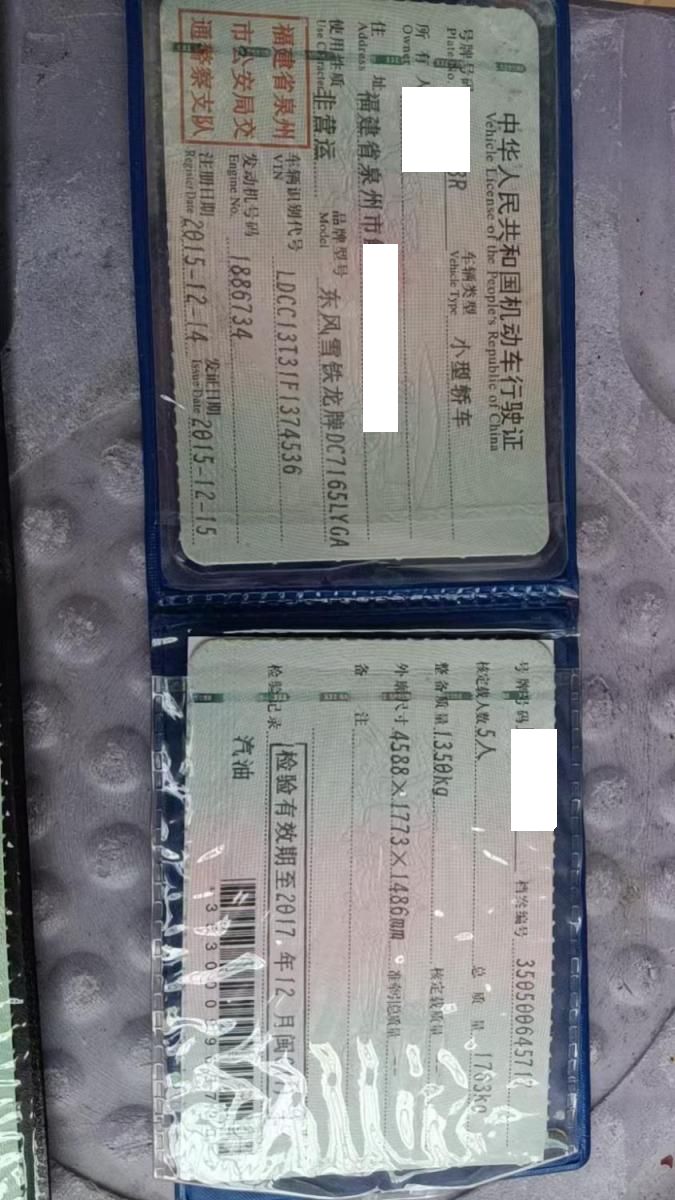 中华人民共和国机动车行驶证
Vehicle License of the People's Republic of China
号牌号码 3R 车辆类型 小型轿车
Plate No. Vehicle Type
所有人
Owner
住址 福建省泉州市
Address
使用性质 非营运 品牌型号 东风雪铁龙牌DC7165LYGA
Use Character Model
福建省泉州
市公安局交
通警察支队
车辆识别代号 LDCC13T31F1374536
VIN
发动机号码 1886734
Engine No.
注册日期 2015-12-14 发证日期 2015-12-15
Register Date Issue Date
号牌号码 档案编号 350500645712
核定载人数 5人 总质量 1763kg
整备质量 1350kg 核定载质量
外廓尺寸 4588×1773×1486mm 准牵引总质量 --
备注
检验记录 检验有效期至2017.年12.月闽
汽油